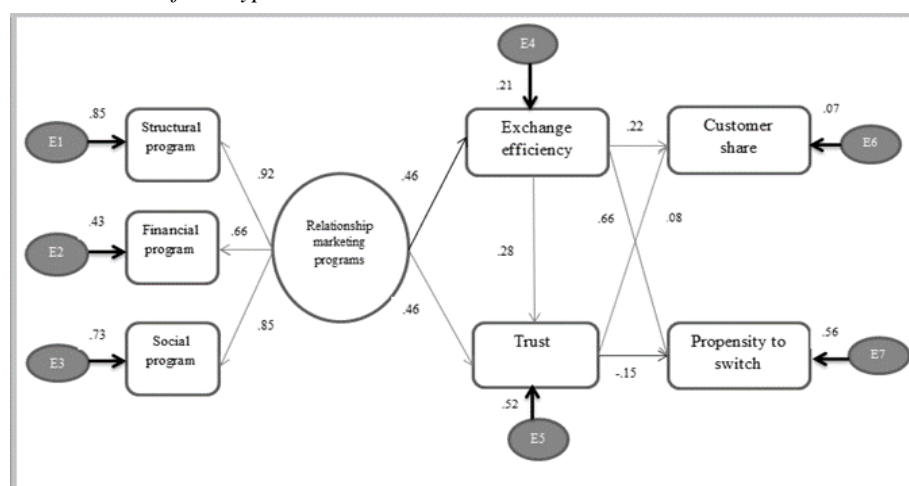 E4
.21
.07
.85
Structural
program
Exchange
efficiency
.22
Customer
share
E1
E6
.92
.46
.08
.43
Financial
program
.66
Relationship
marketing
programs
.66
E2
.28
.85
.46
.73
Social
program
Trust
Propensity to
switch
.56
E3
-.15
E7
.52
E5